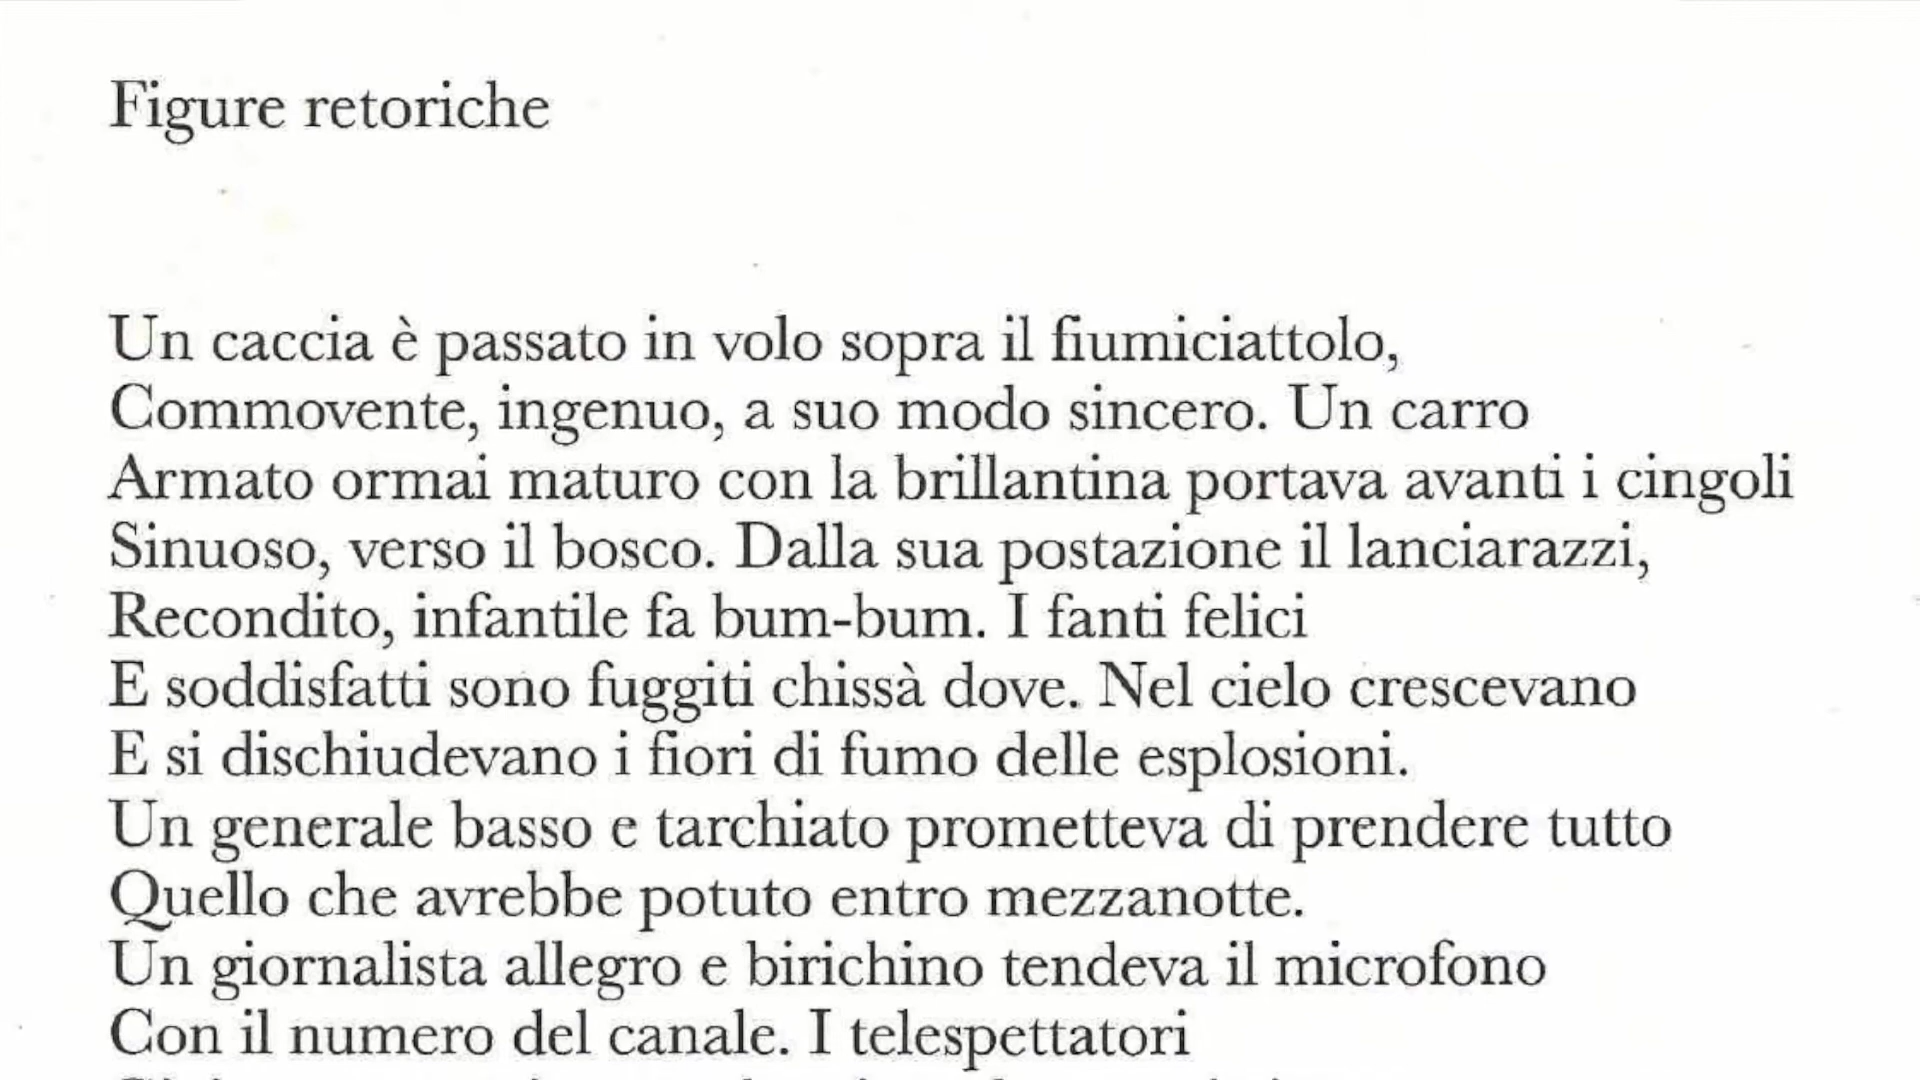 Figure retoriche
Un caccia è passato in volo sopra il fiumiciattolo,
Commovente, ingenuo, a suo modo sincero. Un carro
Armato ormai maturo con la brillantina portava avanti i cingoli
Sinuoso, verso il bosco. Dalla sua postazione il lanciarazzi,
Recondito, infantile fa bum-bum. I fanti felici
E soddisfatti sono fuggiti chissà dove. Nel cielo crescevano
E si dischiudevano i fiori di fumo delle esplosioni.
Un generale basso e tarchiato prometteva di prendere tutto
Quello che avrebbe potuto entro mezzanotte.
Un giornalista allegro e birichino tendeva il microfono
Con il numero del canale. I telespettatori